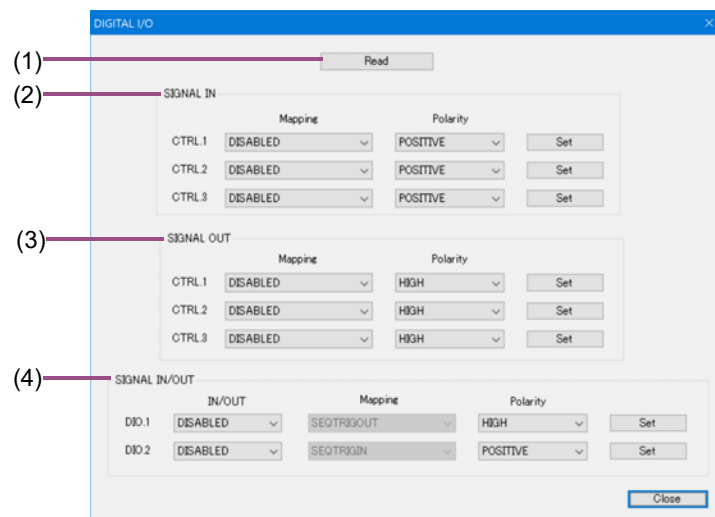 DIGITAL I/O
(1) Read
(2) SIGNAL IN
Mapping Polarity
CTRL.1 DISABLED POSITIVE Set
CTRL.2 DISABLED POSITIVE Set
CTRL.3 DISABLED POSITIVE Set
(3) SIGNAL OUT
Mapping Polarity
CTRL.1 DISABLED HIGH Set
CTRL.2 DISABLED HIGH Set
CTRL.3 DISABLED HIGH Set
(4) SIGNAL IN/OUT
IN/OUT Mapping Polarity
DIO.1 DISABLED SEQTRIGOUT HIGH Set
DIO.2 DISABLED SEQTRIGIN POSITIVE Set
Close